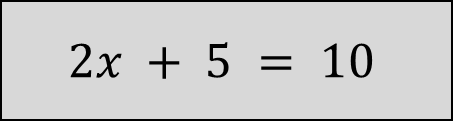 2x + 5 = 10